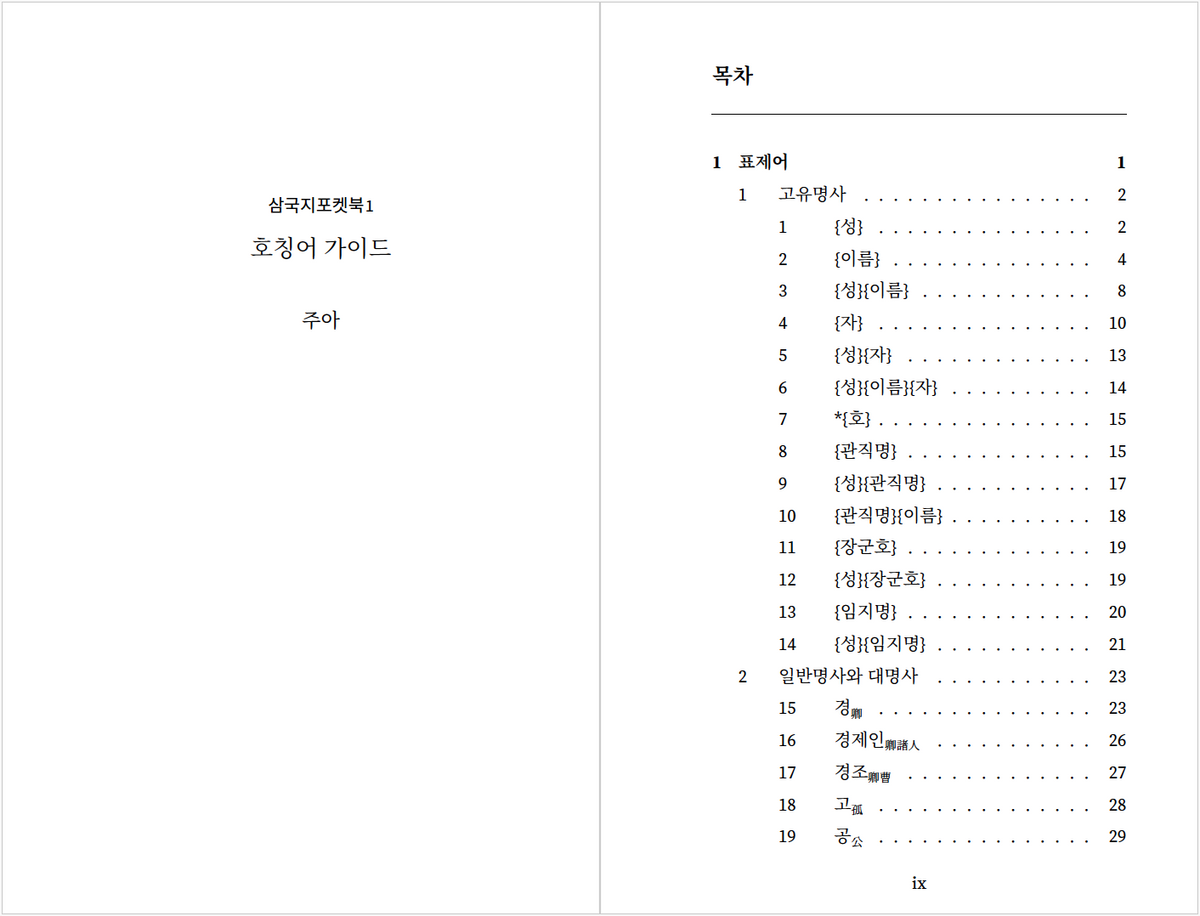 삼국지포켓북1
호칭어 가이드
주아
목차
1 표제어 1
1 고유명사 . . . . . . . . . . . . . . . . 2
1 {성} . . . . . . . . . . . . . . . 2
2 {이름} . . . . . . . . . . . . . . 4
3 {성}{이름} . . . . . . . . . . . . 8
4 {자} . . . . . . . . . . . . . . . 10
5 {성}{자} . . . . . . . . . . . . . 13
6 {성}{이름}{자} . . . . . . . . . . 14
7 *{호} . . . . . . . . . . . . . . . 15
8 {관직명} . . . . . . . . . . . . . 15
9 {성}{관직명} . . . . . . . . . . . 17
10 {관직명}{이름} . . . . . . . . . . 18
11 {장군호} . . . . . . . . . . . . . 19
12 {성}{장군호} . . . . . . . . . . . 19
13 {임지명} . . . . . . . . . . . . . 20
14 {성}{임지명} . . . . . . . . . . . 21
2 일반명사와 대명사 . . . . . . . . . . . 23
15 경卿 . . . . . . . . . . . . . . . 23
16 경제인卿諸人 . . . . . . . . . . . 26
17 경조卿曹 . . . . . . . . . . . . . 27
18 고孤 . . . . . . . . . . . . . . . 28
19 공公 . . . . . . . . . . . . . . . 29
ix